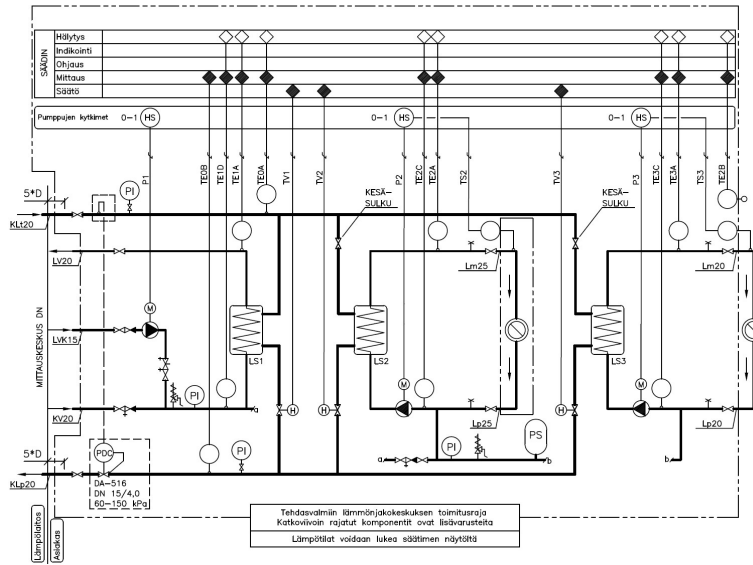 SÄÄDIN
Hälytys
Indikointi
Ohjaus
Mittaus
Säätö
Pumppujen kytkimet
0-1 HS
0-1 HS
0-1 HS
P1
TE0B
TE1D
TE1A
TE0A
TV1
TV2
P2
TE2C
TE2A
TS2
TV3
P3
TE3C
TE3A
TS3
TE2B
5*D
PI
KESÄ-
SULKU
KESÄ-
SULKU
KLt20
LV20
Lm25
Lm20
MITTAUSKESKUS DN
M
LVK15
LS1
LS2
LS3
M
M
PI
KV20
a
H
H
H
Lp25
Lp20
5*D
PDC
PI
a
PI
PS
b
b
KLp20
DA-516
DN 15/4,0
60-150 kPa
Lämpölaitos
Asiakas
Tehdasvalmiin lämmönjakokeskuksen toimitusraja
Katkoviivoin rajatut komponentit ovat lisävarusteita
Lämpötilat voidaan lukea säätimen näytöltä